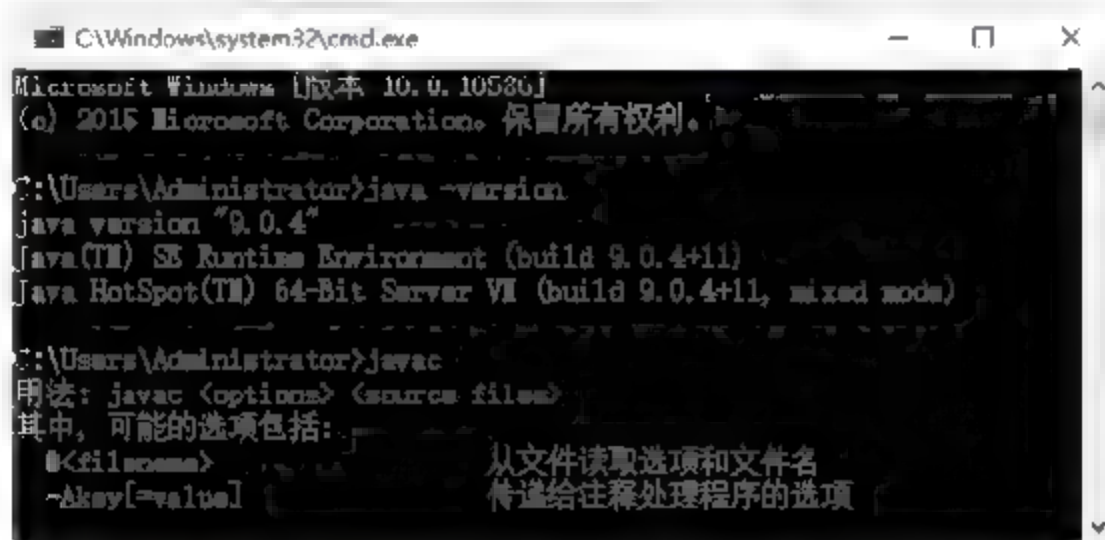 C:\Windows\system32\cmd.exe
Microsoft Windows [版本 10.0.10586]
(c) 2015 Microsoft Corporation。保留所有权利。
C:\Users\Administrator>java -version
java version "9.0.4"
Java(TM) SE Runtime Environment (build 9.0.4+11)
Java HotSpot(TM) 64-Bit Server VM (build 9.0.4+11, mixed mode)
C:\Users\Administrator>javac
用法: javac <options> <source files>
其中, 可能的选项包括:
@<filename> 从文件读取选项和文件名
-Akey[=value] 传递给注释处理程序的选项